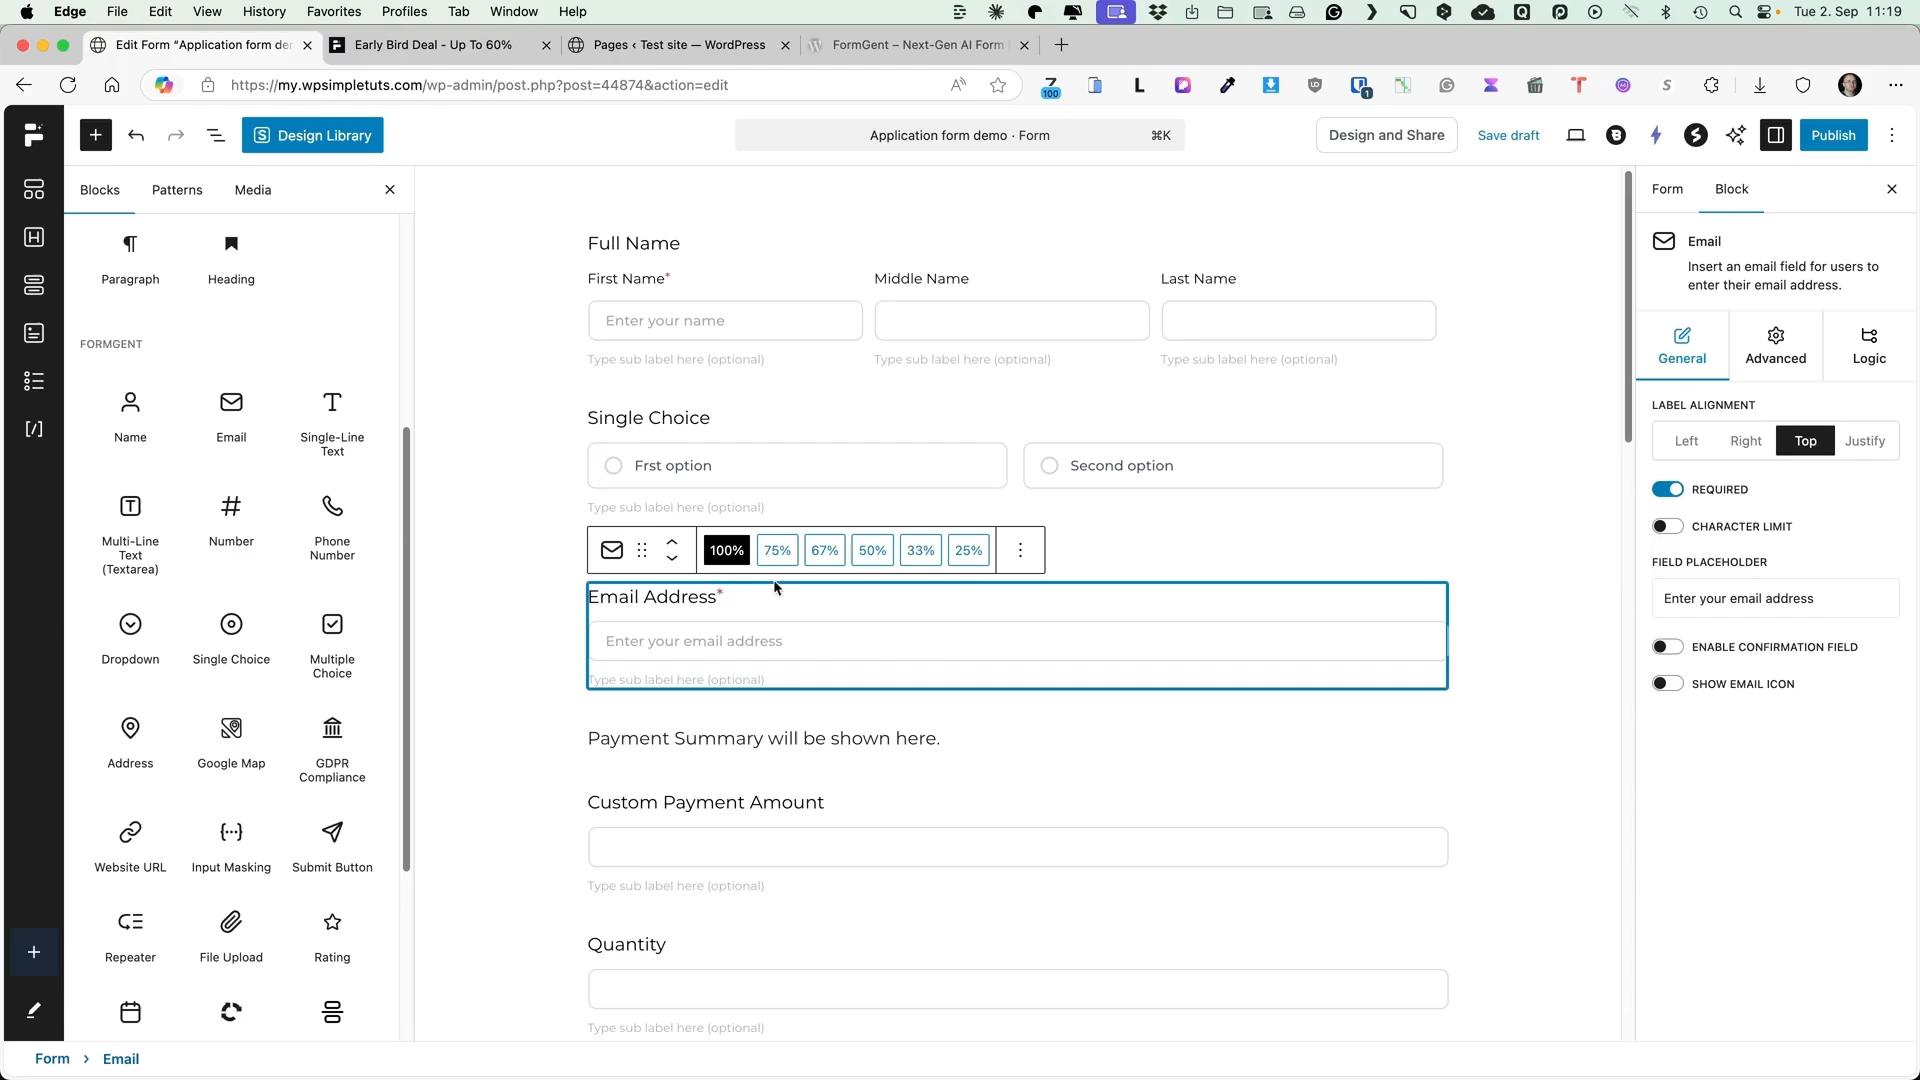 Edge File Edit View History Favorites Profiles Tab Window Help
100
1
Tue 2. Sep 11:19
Edit Form “Application form der
Early Bird Deal - Up To 60%
Pages ‹ Test site — WordPress
FormGent – Next-Gen AI Form
https://my.wpsimpletuts.com/wp-admin/post.php?post=44874&action=edit
Design Library
Application form demo · Form ⌘K
Design and Share
Save draft
Publish
Blocks Patterns Media
Paragraph Heading
FORMGENT
Name Email Single-Line
Text
Multi-Line
Text
(Textarea)
Number
Phone
Number
Dropdown Single Choice Multiple
Choice
Address Google Map GDPR
Compliance
Website URL Input Masking Submit Button
Repeater File Upload Rating
Full Name
First Name* Middle Name Last Name
Enter your name
Type sub label here (optional) Type sub label here (optional) Type sub label here (optional)
Single Choice
Frst option Second option
Type sub label here (optional)
100% 75% 67% 50% 33% 25%
Email Address*
Enter your email address
Type sub label here (optional)
Payment Summary will be shown here.
Custom Payment Amount
Type sub label here (optional)
Quantity
Type sub label here (optional)
Form Block
Email
Insert an email field for users to
enter their email address.
General Advanced Logic
LABEL ALIGNMENT
Left Right Top Justify
REQUIRED
CHARACTER LIMIT
FIELD PLACEHOLDER
Enter your email address
ENABLE CONFIRMATION FIELD
SHOW EMAIL ICON
Form › Email